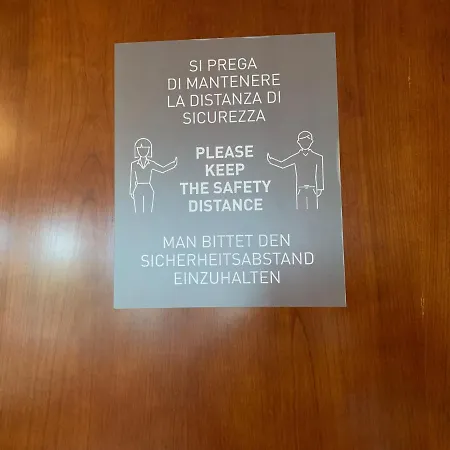 SI PREGA
DI MANTENERE
LA DISTANZA DI
SICUREZZA
PLEASE
KEEP
THE SAFETY
DISTANCE
MAN BITTET DEN
SICHERHEITSABSTAND
EINZUHALTEN